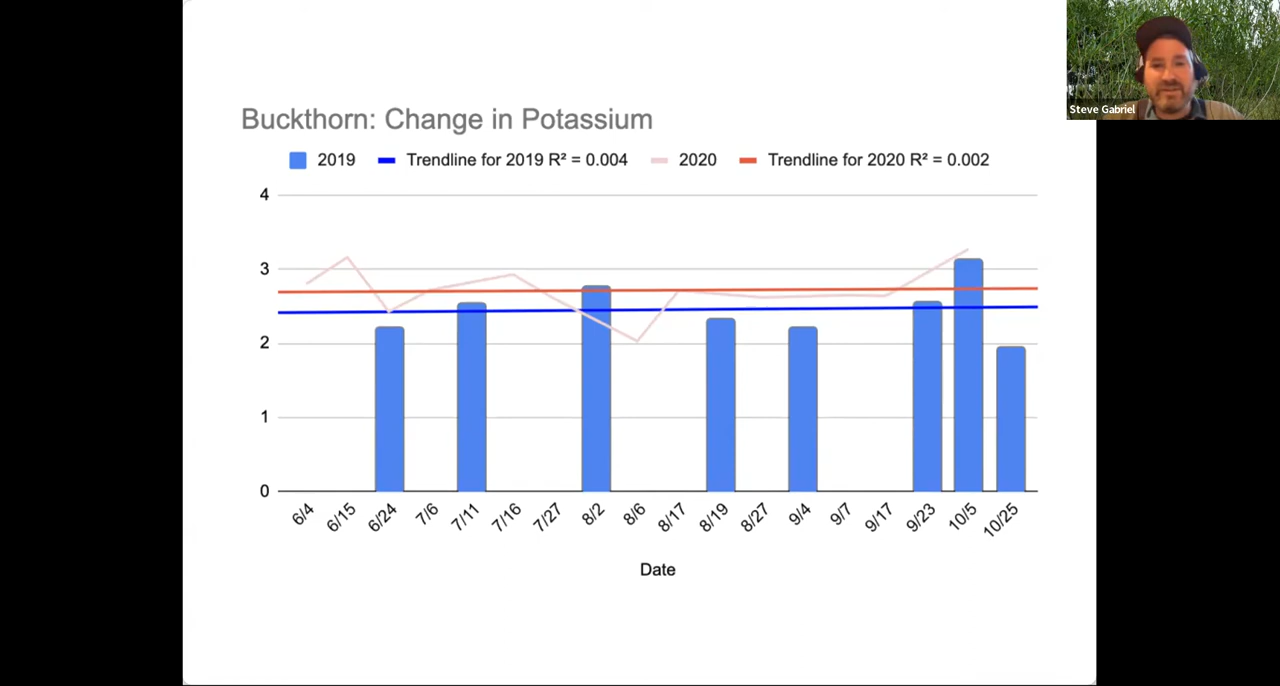 Steve Gabriel
Buckthorn: Change in Potassium
2019 Trendline for 2019 R² = 0.004 2020 Trendline for 2020 R² = 0.002
4
3
2
1
0
6/4 6/15 6/24 7/6 7/11 7/16 7/27 8/2 8/6 8/17 8/19 8/27 9/4 9/7 9/17 9/23 10/5 10/25
Date